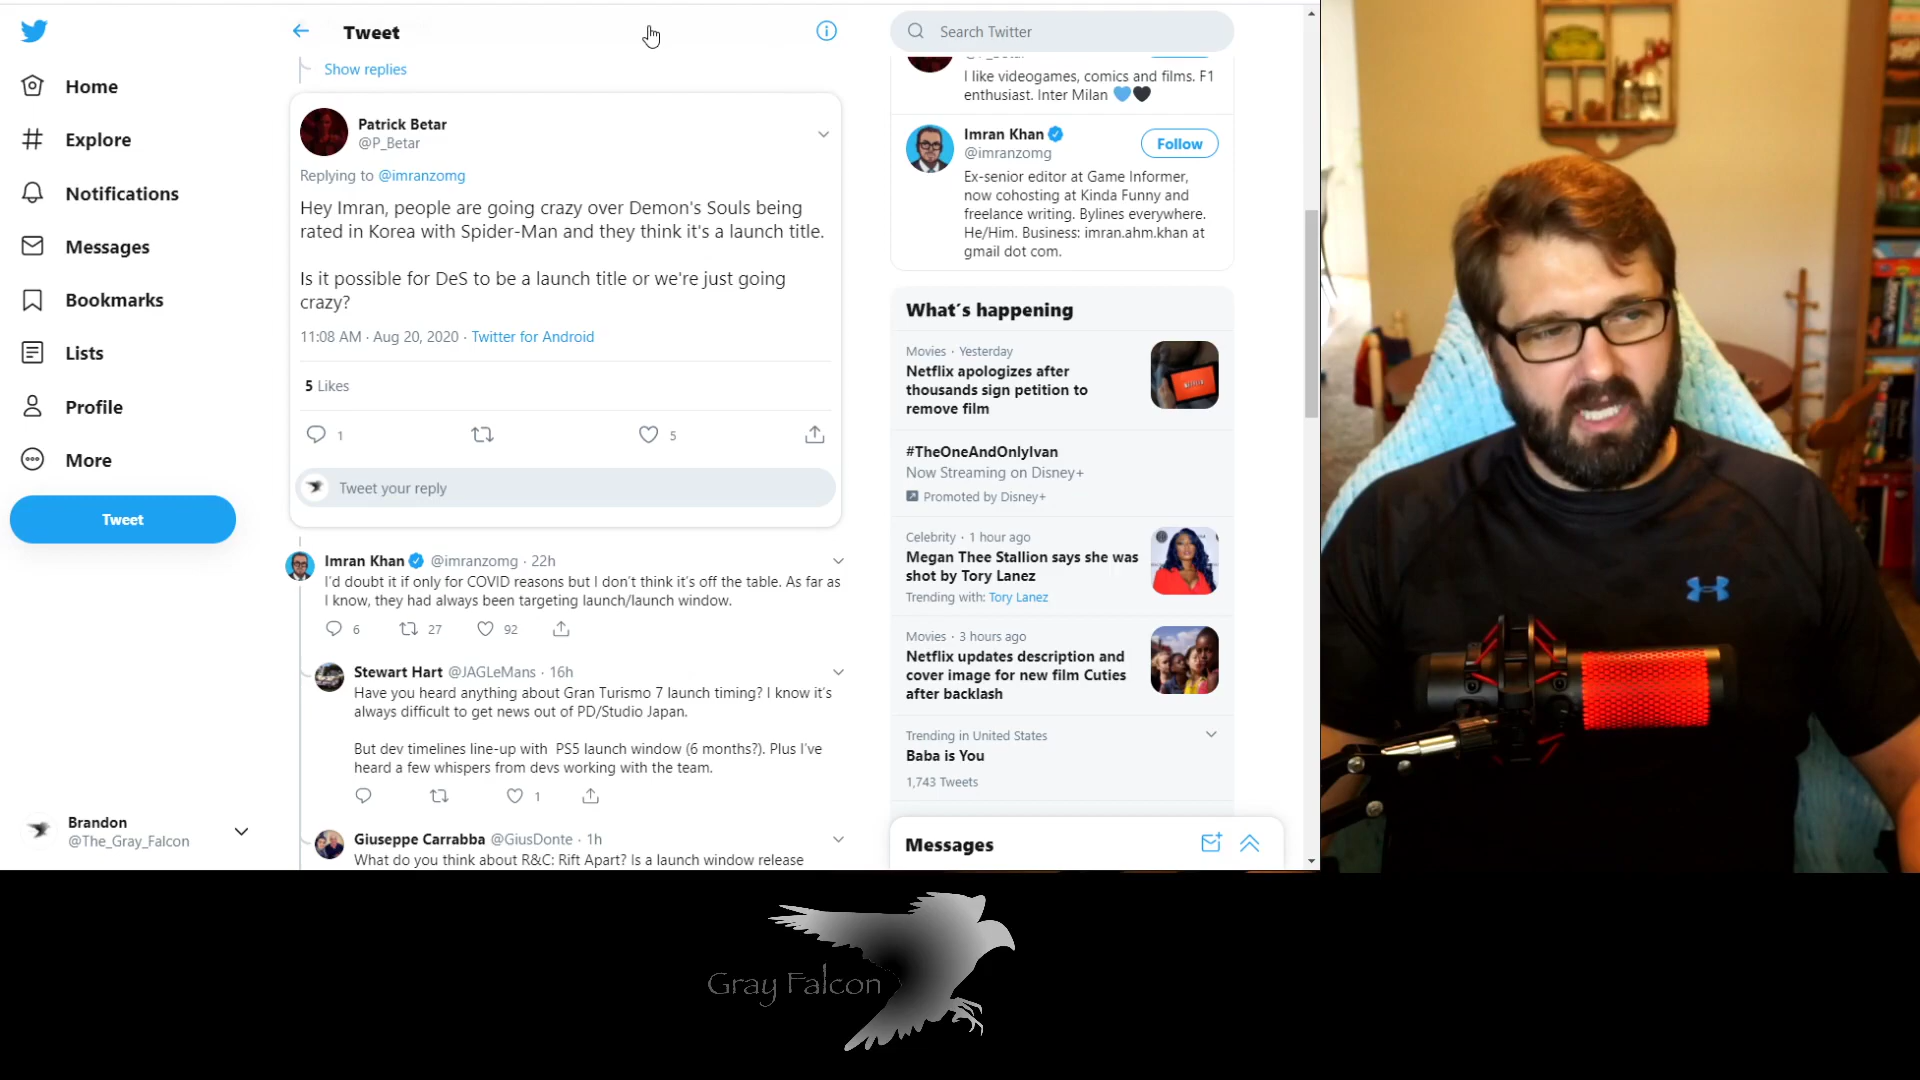 Home
Explore
Notifications
Messages
Bookmarks
Lists
Profile
More
Tweet
Brandon
@The_Gray_Falcon
Tweet
Show replies
Patrick Betar
@P_Betar
Replying to @imranzomg
Hey Imran, people are going crazy over Demon's Souls being
rated in Korea with Spider-Man and they think it's a launch title.
Is it possible for DeS to be a launch title or we're just going
crazy?
11:08 AM · Aug 20, 2020 · Twitter for Android
5 Likes
1
5
Tweet your reply
Imran Khan @imranzomg · 22h
I'd doubt it if only for COVID reasons but I don't think it's off the table. As far as
I know, they had always been targeting launch/launch window.
6 27 92
Stewart Hart @JAGLeMans · 16h
Have you heard anything about Gran Turismo 7 launch timing? I know it's
always difficult to get news out of PD/Studio Japan.
But dev timelines line-up with PS5 launch window (6 months?). Plus I've
heard a few whispers from devs working with the team.
1
Giuseppe Carrabba @GiusDonte · 1h
What do you think about R&C: Rift Apart? Is a launch window release
Search Twitter
I like videogames, comics and films. F1
enthusiast. Inter Milan
Imran Khan
@imranzomg
Follow
Ex-senior editor at Game Informer,
now cohosting at Kinda Funny and
freelance writing. Bylines everywhere.
He/Him. Business: imran.ahm.khan at
gmail dot com.
What's happening
Movies · Yesterday
Netflix apologizes after
thousands sign petition to
remove film
NETFLIX
#TheOneAndOnlyIvan
Now Streaming on Disney+
Promoted by Disney+
Celebrity · 1 hour ago
Megan Thee Stallion says she was
shot by Tory Lanez
Trending with: Tory Lanez
Movies · 3 hours ago
Netflix updates description and
cover image for new film Cuties
after backlash
Trending in United States
Baba is You
1,743 Tweets
Messages
Gray Falcon